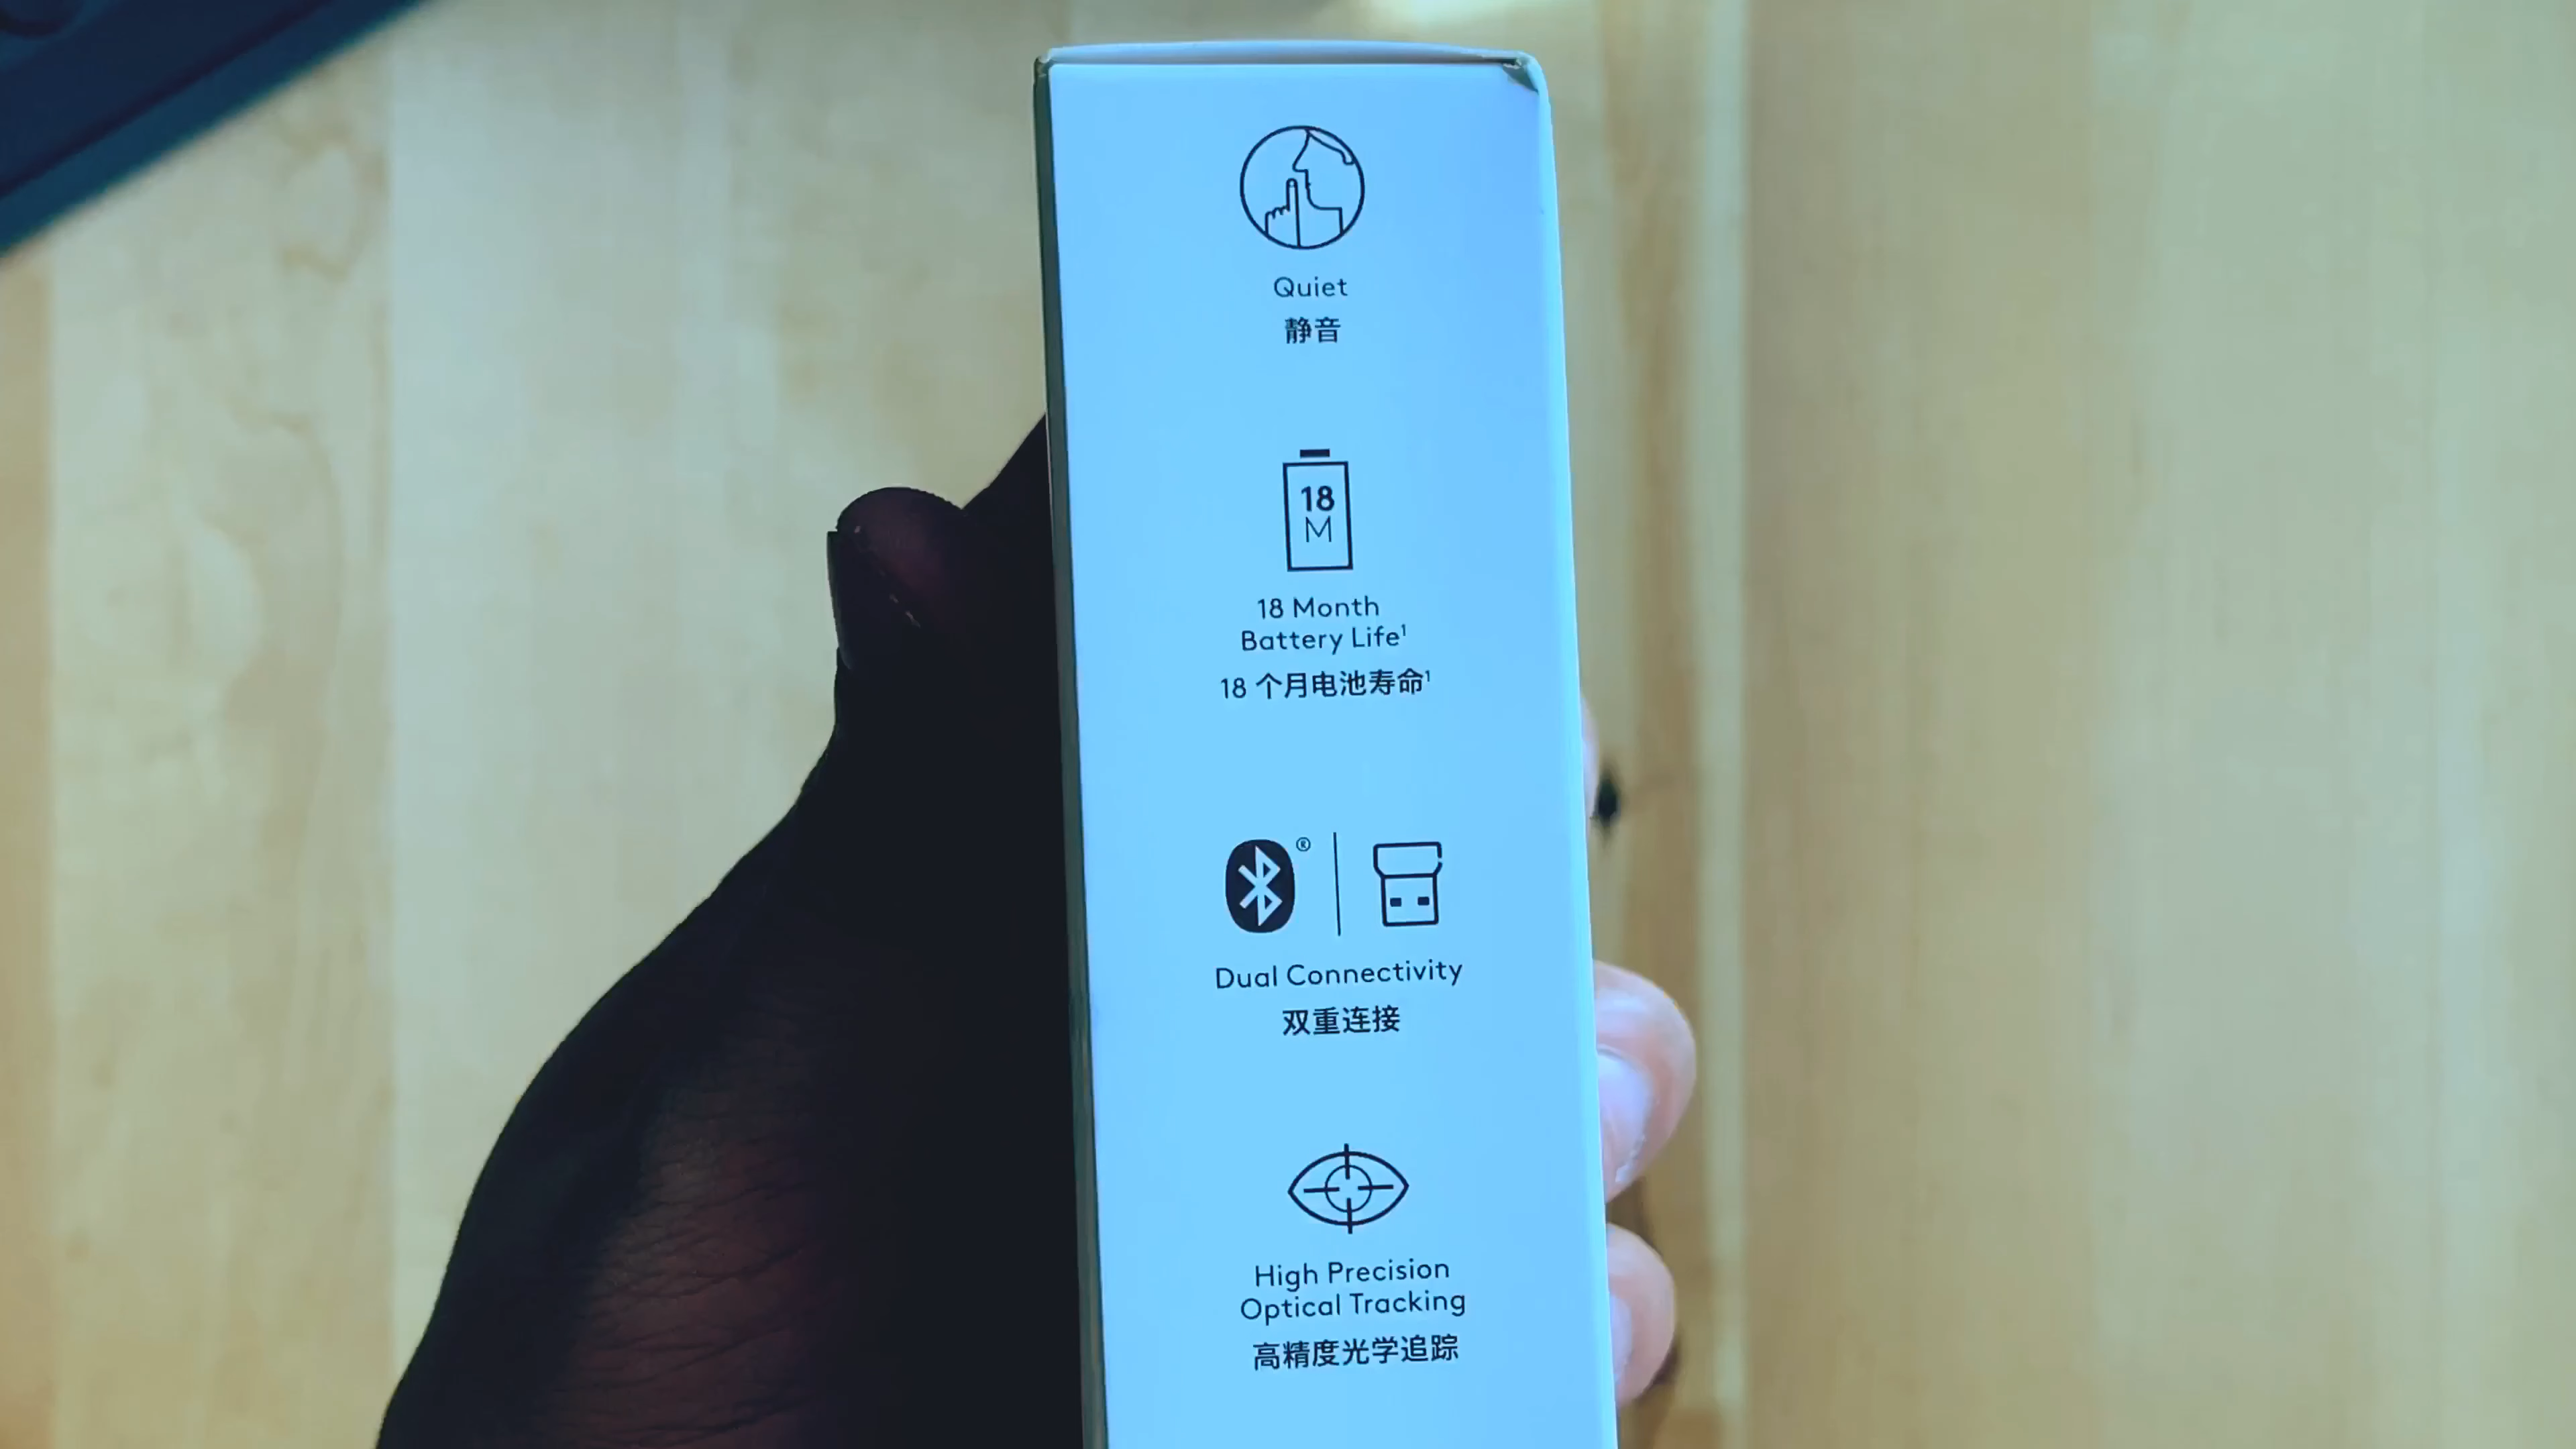 Quiet
静音
18
M
18 Month
Battery Life¹
18 个月电池寿命¹
®
Dual Connectivity
双重连接
High Precision
Optical Tracking
高精度光学追踪